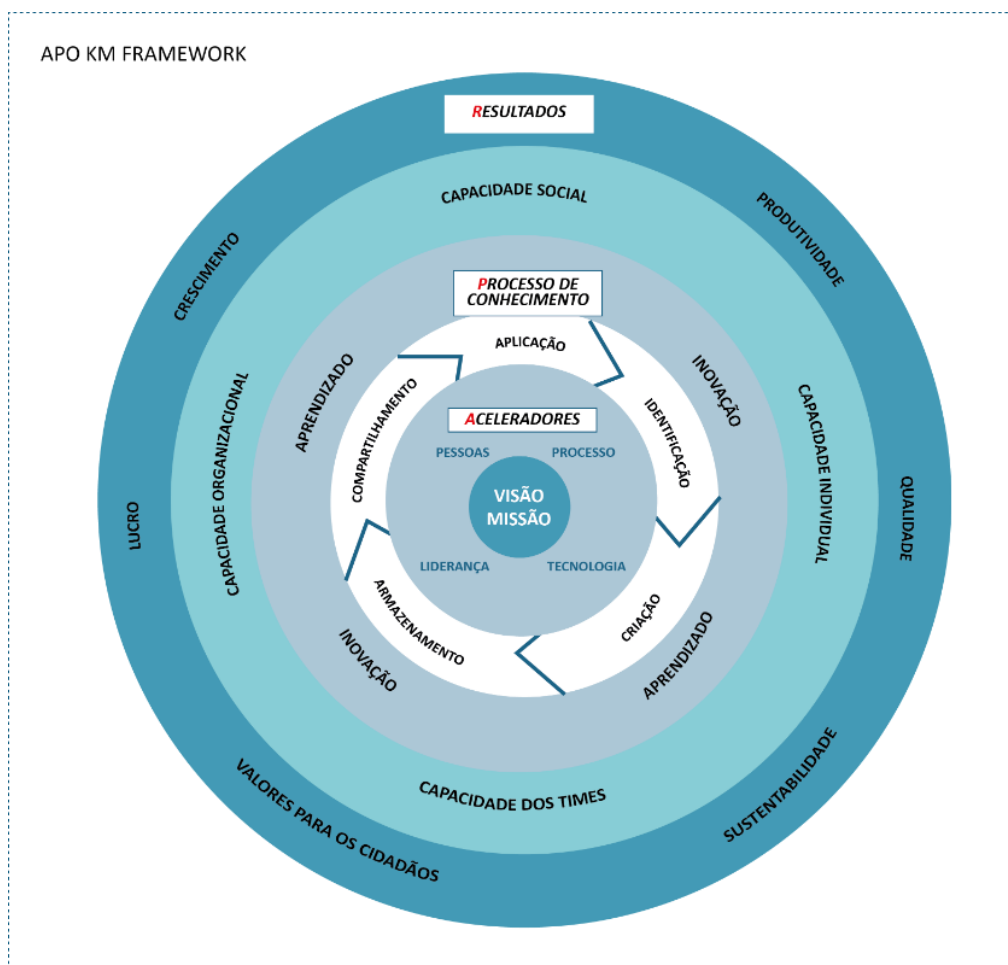 APO KM FRAMEWORK
RESULTADOS
CAPACIDADE SOCIAL
PRODUTIVIDADE
CRESCIMENTO
PROCESSO DE
CONHECIMENTO
APLICAÇÃO
APRENDIZADO
INOVAÇÃO
COMPARTILHAMENTO
IDENTIFICAÇÃO
ACELERADORES
PESSOAS
PROCESSO
CAPACIDADE ORGANIZACIONAL
CAPACIDADE INDIVIDUAL
LUCRO
QUALIDADE
VISÃO
MISSÃO
LIDERANÇA
TECNOLOGIA
ARMAZENAMENTO
CRIAÇÃO
INOVAÇÃO
APRENDIZADO
CAPACIDADE DOS TIMES
VALORES PARA OS CIDADÃOS
SUSTENTABILIDADE